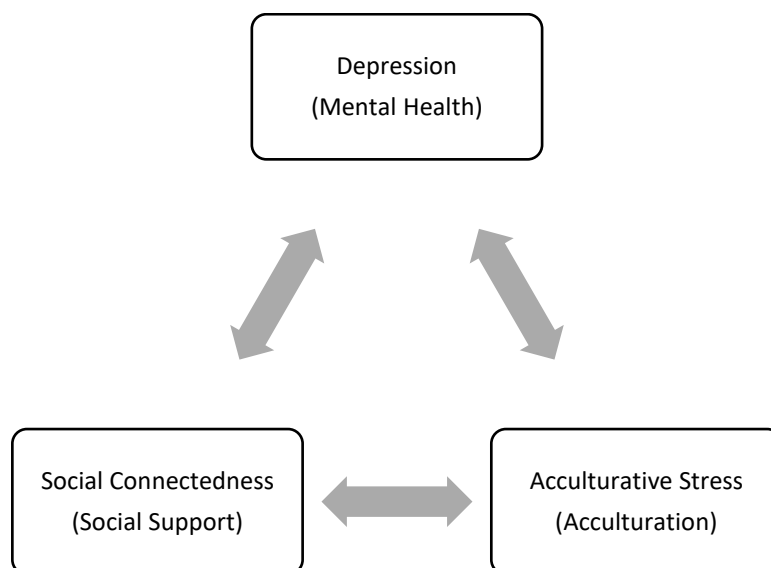 Depression
(Mental Health)
Social Connectedness
(Social Support)
Acculturative Stress
(Acculturation)